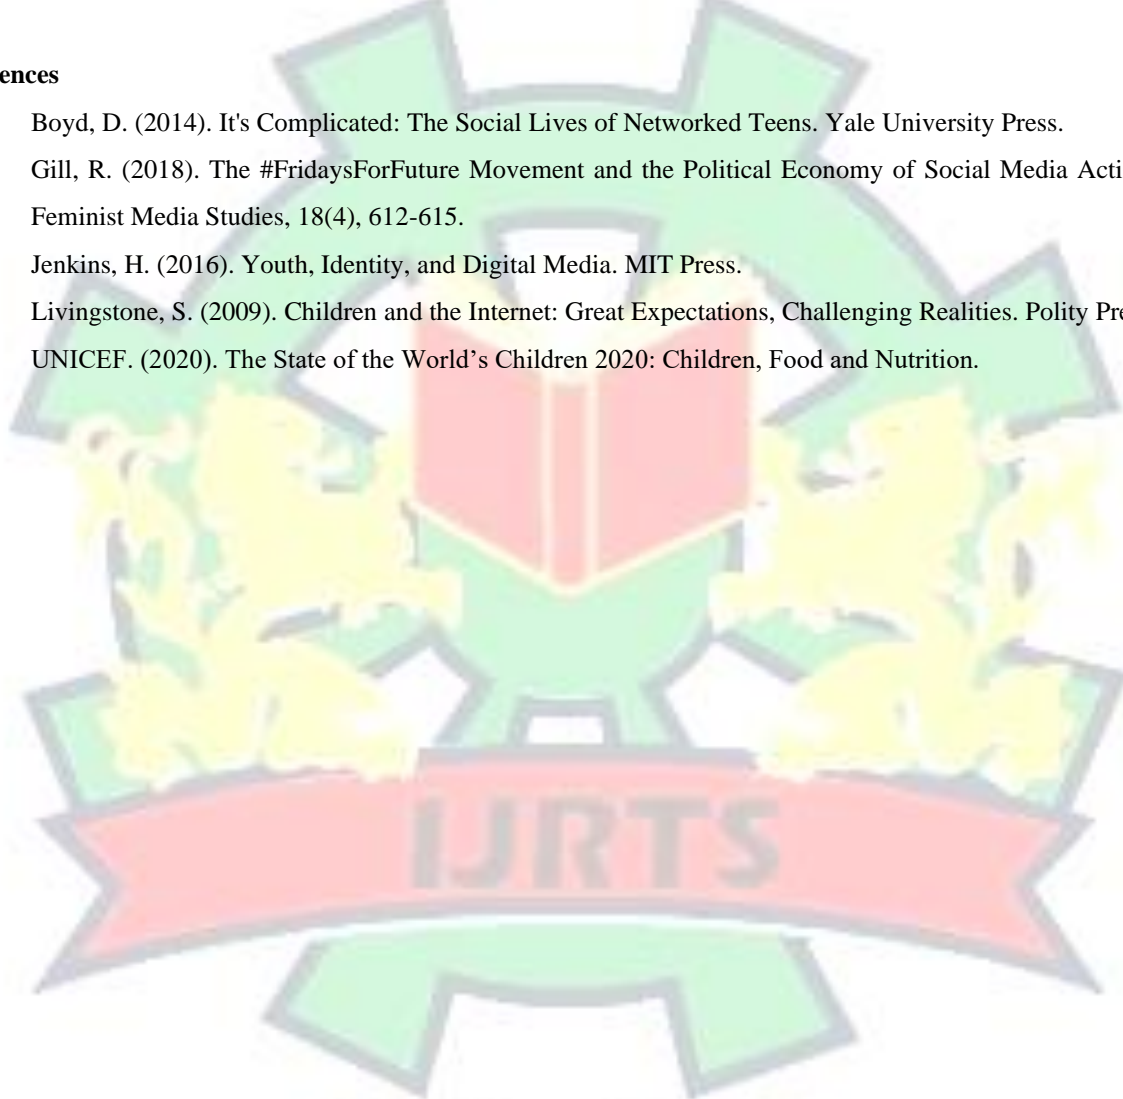 ences
Boyd, D. (2014). It's Complicated: The Social Lives of Networked Teens. Yale University Press.
Gill, R. (2018). The #FridaysForFuture Movement and the Political Economy of Social Media Acti
Feminist Media Studies, 18(4), 612-615.
Jenkins, H. (2016). Youth, Identity, and Digital Media. MIT Press.
Livingstone, S. (2009). Children and the Internet: Great Expectations, Challenging Realities. Polity Pre
UNICEF. (2020). The State of the World’s Children 2020: Children, Food and Nutrition.
IJRTS